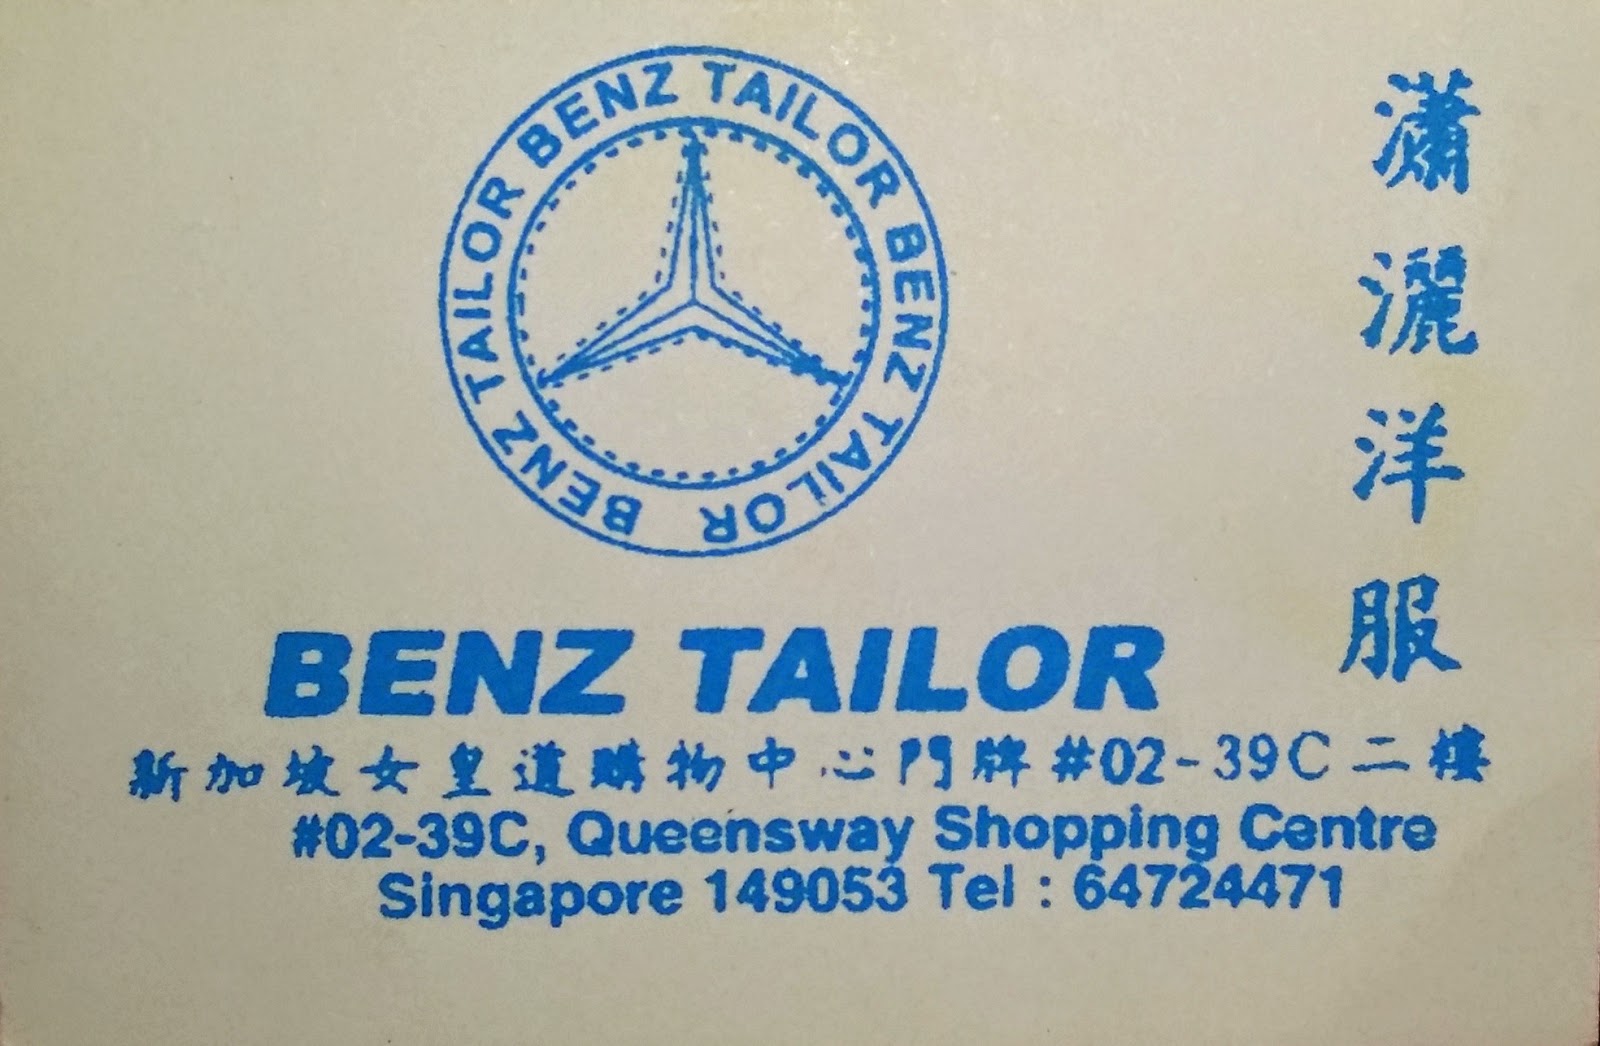 BENZ TAILOR BENZ TAILOR BENZ TAILOR
瀟灑洋服
BENZ TAILOR
新加坡女皇道購物中心門牌#02-39C二樓
#02-39C, Queensway Shopping Centre
Singapore 149053 Tel : 64724471